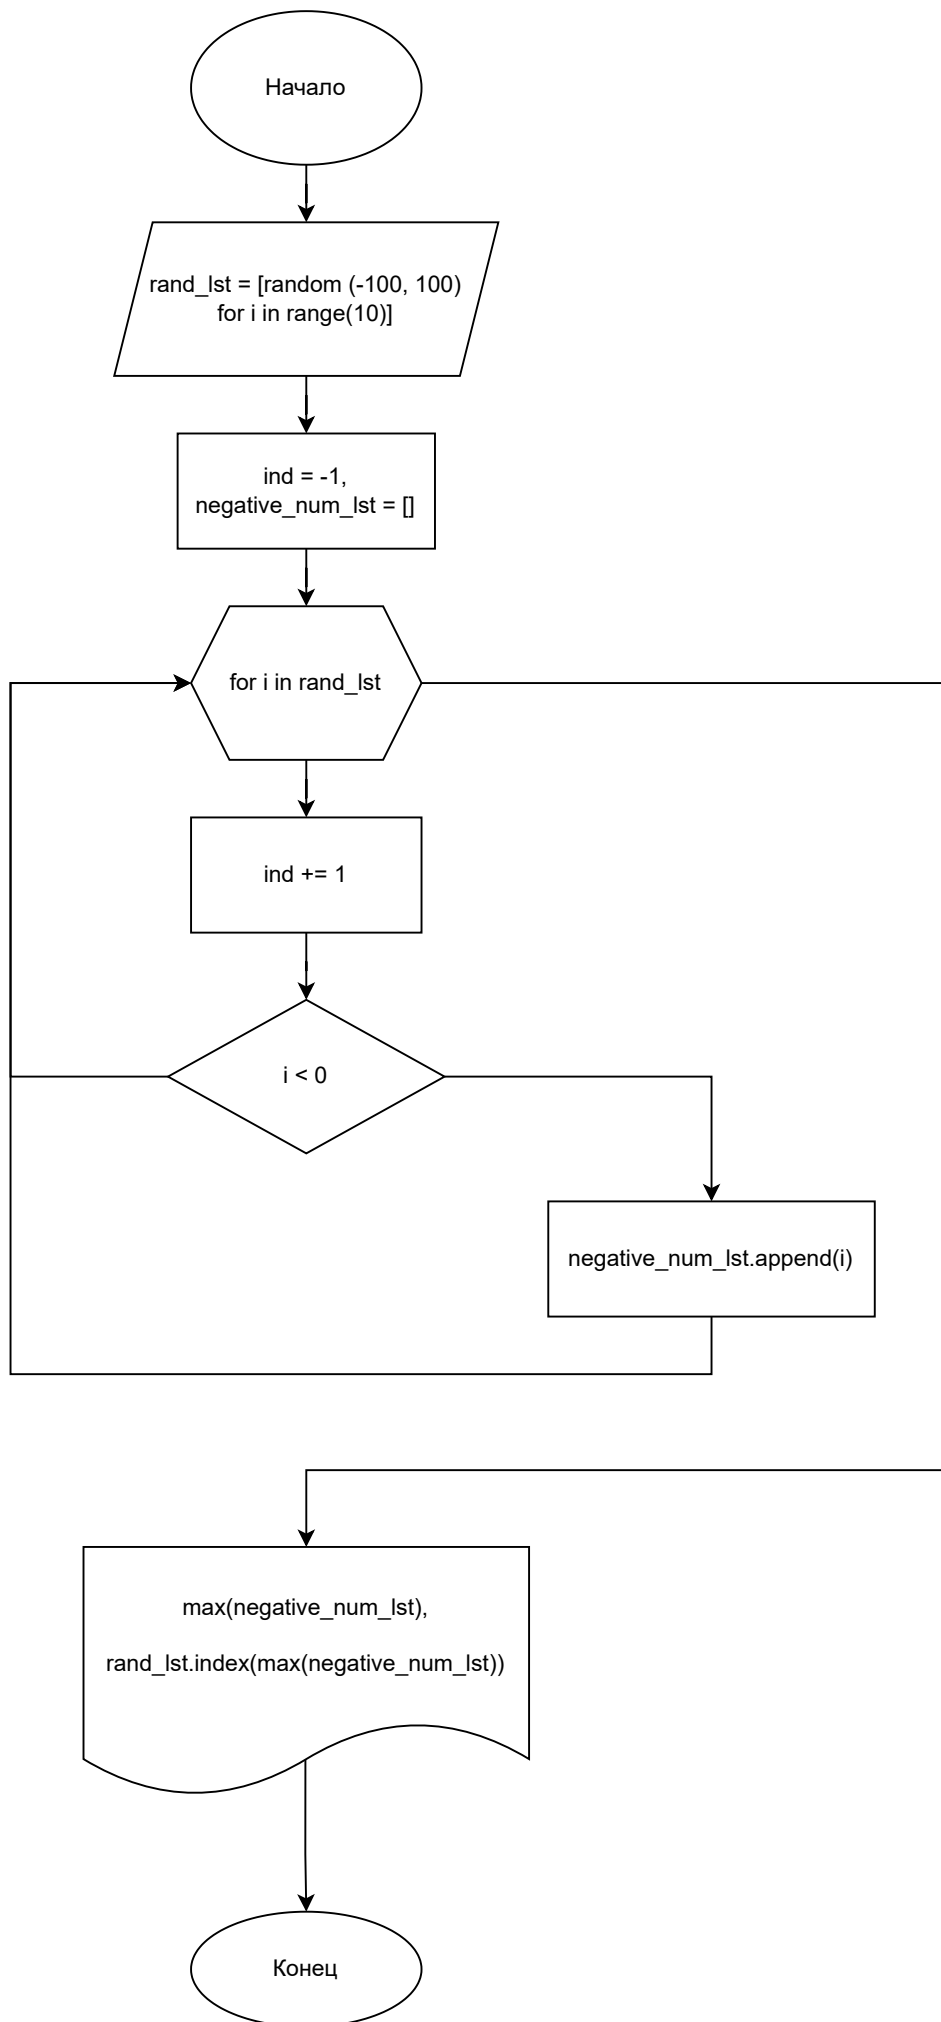 Начало
rand_lst = [random (-100, 100)
for i in range(10)]
ind = -1,
negative_num_lst = []
for i in rand_lst
ind += 1
i < 0
negative_num_lst.append(i)
max(negative_num_lst),
rand_lst.index(max(negative_num_lst))
Конец